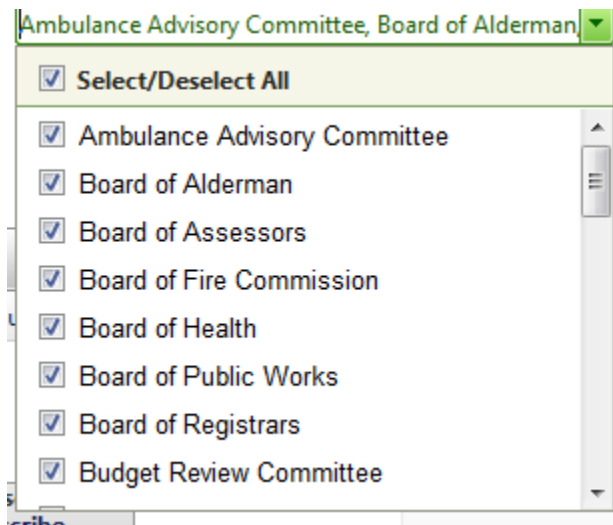 Ambulance Advisory Committee, Board of Alderman,
Select/Deselect All
Ambulance Advisory Committee
Board of Alderman
Board of Assessors
Board of Fire Commission
Board of Health
Board of Public Works
Board of Registrars
Budget Review Committee